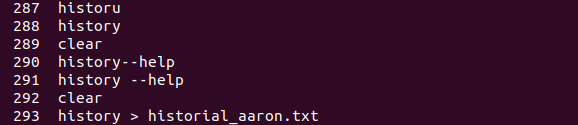 287 historu
288 history
289 clear
290 history--help
291 history --help
292 clear
293 history > historial_aaron.txt